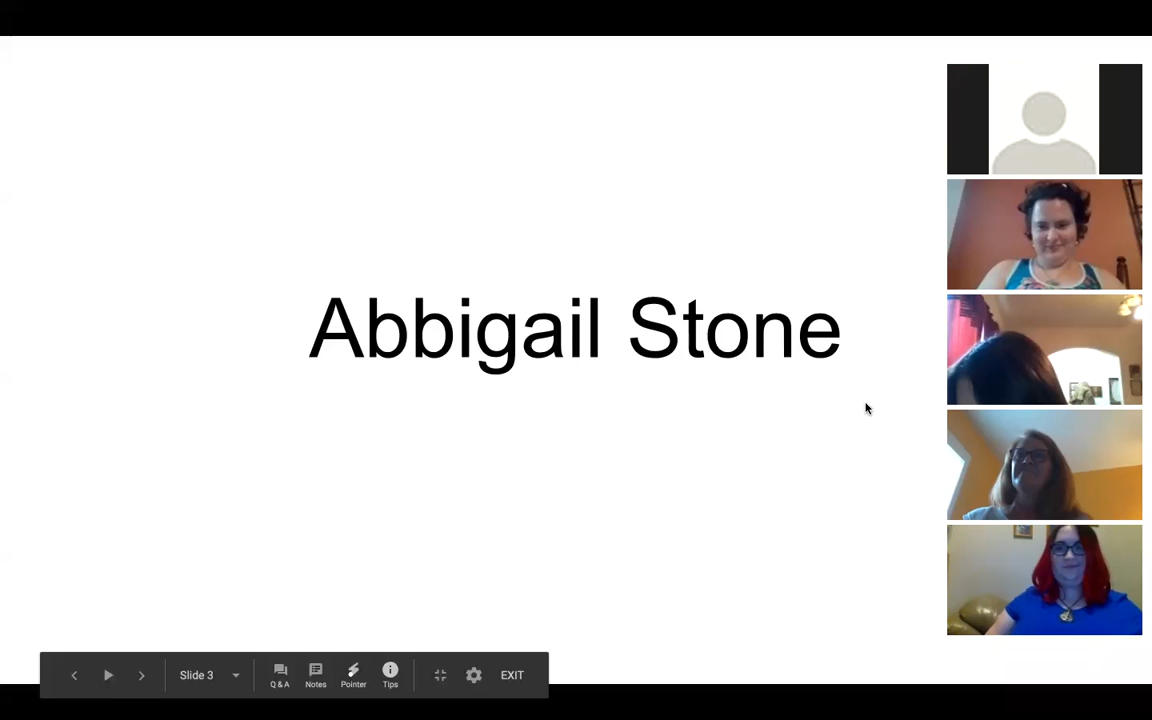 Abbigail Stone
Slide 3
Q & A
Notes
Pointer
Tips
EXIT